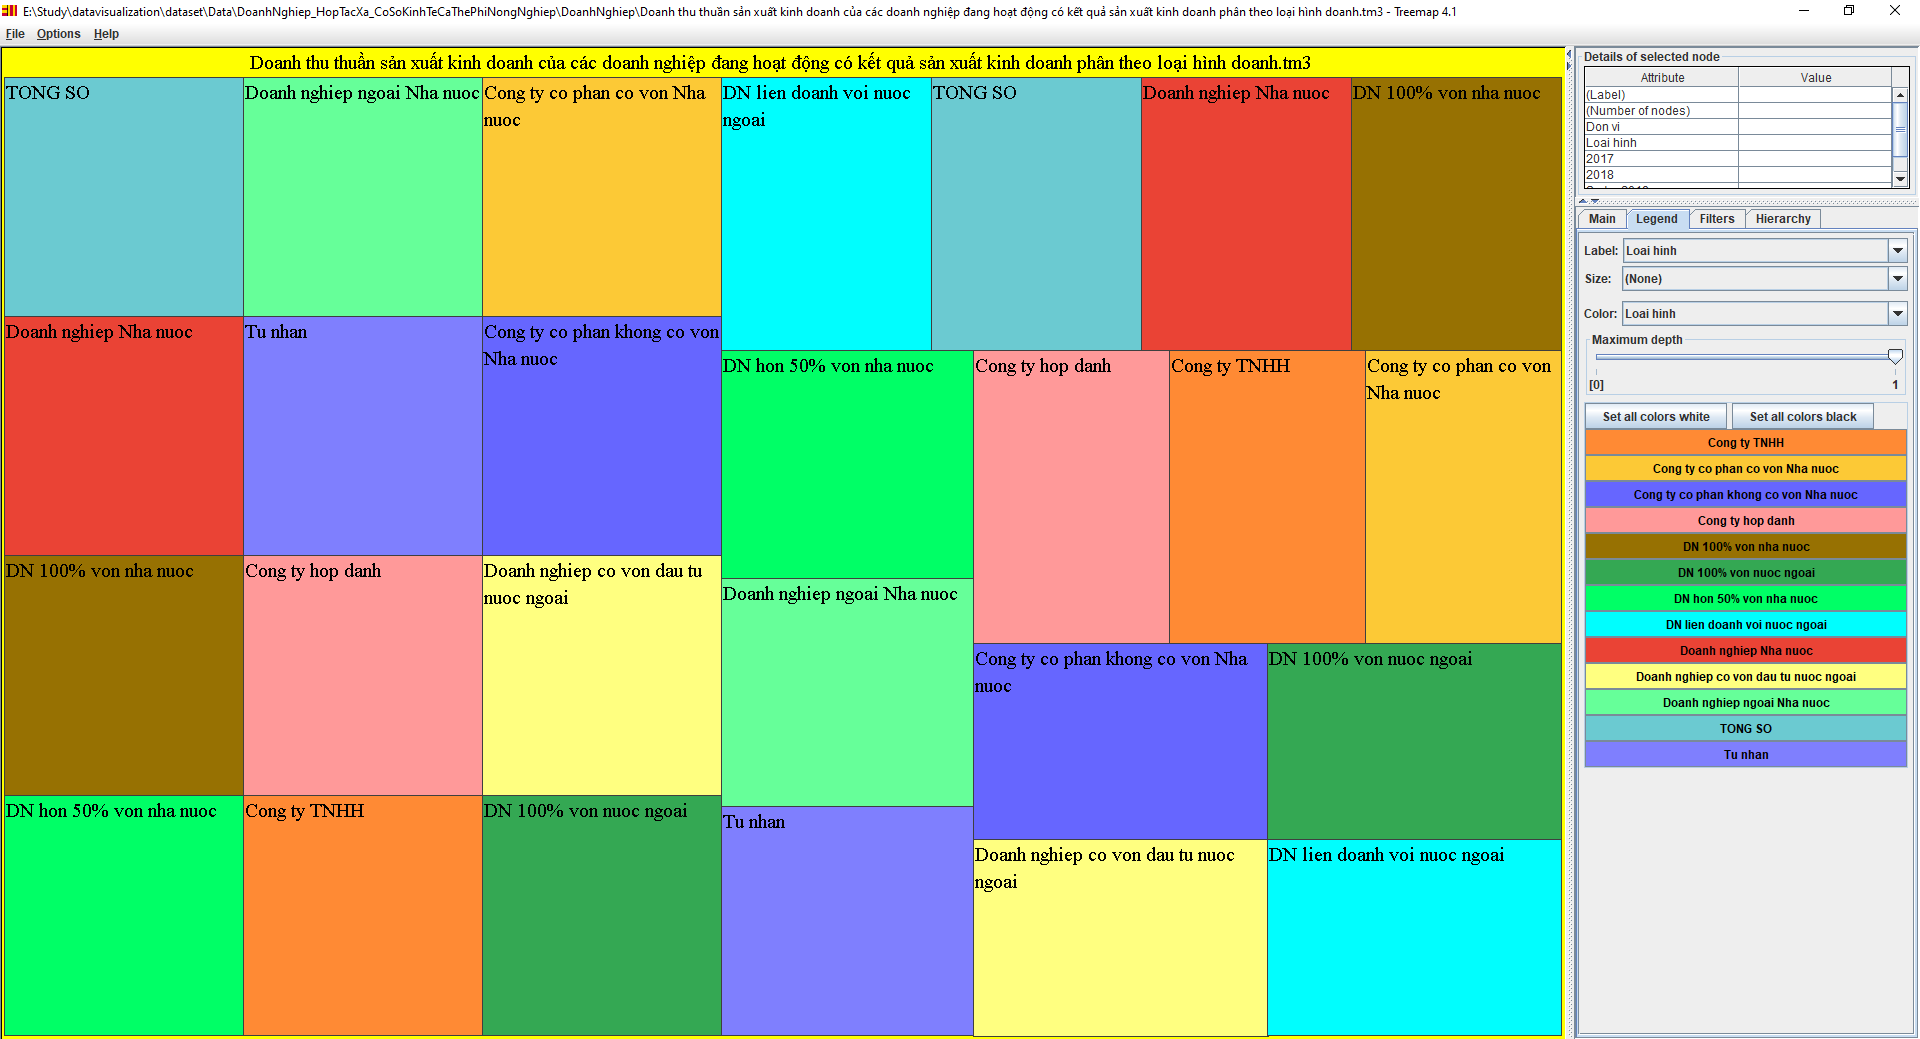 E:\Study\datavisualization\dataset\Data\DoanhNghiep_HopTacXa_CoSoKinhTeCaThePhiNongNghiep\DoanhNghiep\Doanh thu thuần sản xuất kinh doanh của các doanh nghiệp đang hoạt động có kết quả sản xuất kinh doanh phân theo loại hình doanh.tm3 - Treemap 4.1
File Options Help
Doanh thu thuần sản xuất kinh doanh của các doanh nghiệp đang hoạt động có kết quả sản xuất kinh doanh phân theo loại hình doanh.tm3
TONG SO
Doanh nghiep ngoai Nha nuoc
Cong ty co phan co von Nha
nuoc
DN lien doanh voi nuoc
ngoai
TONG SO
Doanh nghiep Nha nuoc
DN 100% von nha nuoc
Doanh nghiep Nha nuoc
Tu nhan
Cong ty co phan khong co von
Nha nuoc
DN hon 50% von nha nuoc
Cong ty hop danh
Cong ty TNHH
Cong ty co phan co von
Nha nuoc
DN 100% von nha nuoc
Cong ty hop danh
Doanh nghiep co von dau tu
nuoc ngoai
Doanh nghiep ngoai Nha nuoc
Cong ty co phan khong co von Nha
nuoc
DN 100% von nuoc ngoai
DN hon 50% von nha nuoc
Cong ty TNHH
DN 100% von nuoc ngoai
Tu nhan
Doanh nghiep co von dau tu nuoc
ngoai
DN lien doanh voi nuoc ngoai
Details of selected node
Attribute Value
(Label)
(Number of nodes)
Don vi
Loai hinh
2017
2018
Main Legend Filters Hierarchy
Label: Loai hinh
Size: (None)
Color: Loai hinh
Maximum depth
[0] 1
Set all colors white Set all colors black
Cong ty TNHH
Cong ty co phan co von Nha nuoc
Cong ty co phan khong co von Nha nuoc
Cong ty hop danh
DN 100% von nha nuoc
DN 100% von nuoc ngoai
DN hon 50% von nha nuoc
DN lien doanh voi nuoc ngoai
Doanh nghiep Nha nuoc
Doanh nghiep co von dau tu nuoc ngoai
Doanh nghiep ngoai Nha nuoc
TONG SO
Tu nhan